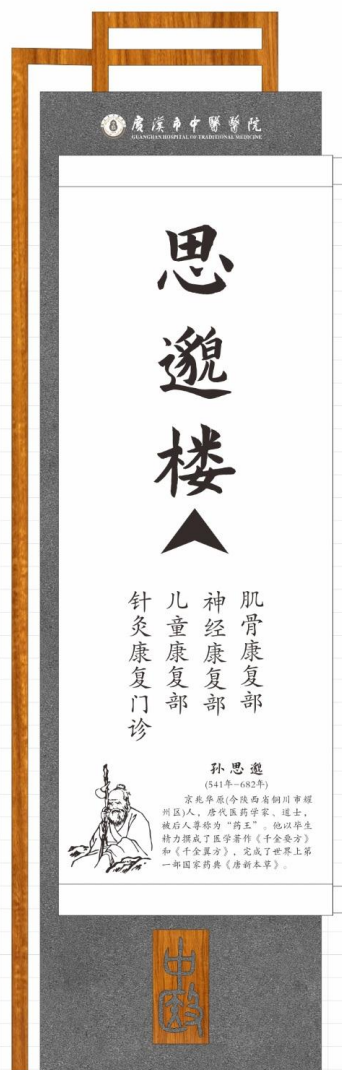 廣漢市中醫醫院
GUANGHAN HOSPITAL OF TRADITIONAL MEDICINE
思邈楼
肌骨康复部
神经康复部
儿童康复部
针灸康复门诊
孙思邈
(541年-682年)
京兆华原(今陕西省铜川市耀
州区)人，唐代医药学家、道士，
被后人尊称为“药王”。他以毕生
精力撰成了医学著作《千金要方》
和《千金翼方》，完成了世界上第
一部国家药典《唐新本草》。
中医